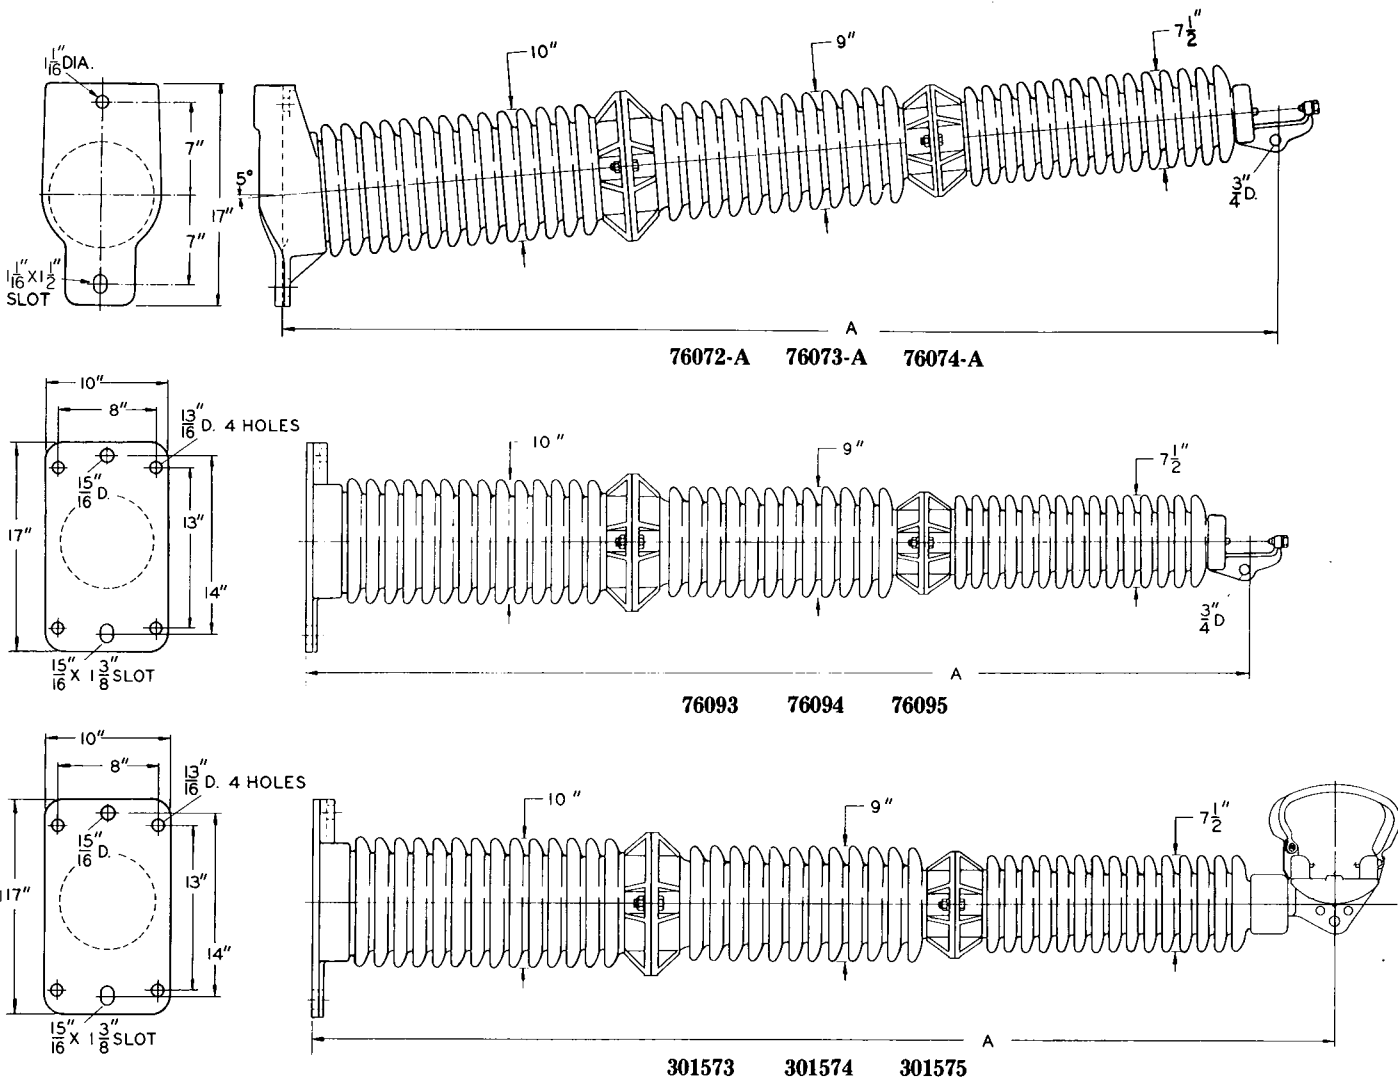 1 1/16" DIA.
7"
7"
17"
1 1/16" X 1 1/2"
SLOT
5°
10"
9"
7 1/2"
3/4" D.
A
76072-A 76073-A 76074-A
10"
8"
13/16" D. 4 HOLES
15/16" D.
17"
13"
14"
15/16" X 1 3/8" SLOT
10"
9"
7 1/2"
3/4" D
A
76093 76094 76095
10"
8"
13/16" D. 4 HOLES
15/16" D.
17"
13"
14"
15/16" X 1 3/8" SLOT
10"
9"
7 1/2"
A
301573 301574 301575